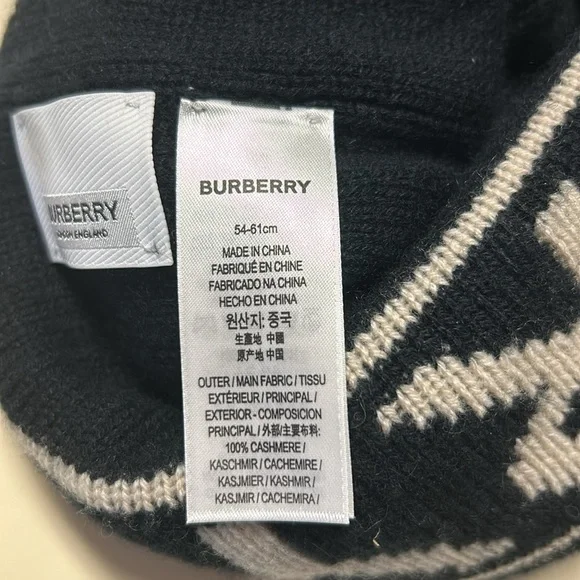 BURBERRY
ENGLAND
BURBERRY
54-61cm
MADE IN CHINA
FABRIQUÉ EN CHINE
FABRICADO NA CHINA
HECHO EN CHINA
원산지: 중국
生產地 中國
原产地 中国
OUTER / MAIN FABRIC / TISSU
EXTÉRIEUR / PRINCIPAL /
EXTERIOR - COMPOSICION
PRINCIPAL / 外部/主要布料:
100% CASHMERE /
KASCHMIR / CACHEMIRE /
KASJMIER / KASHMIR /
KASJMIR / CACHEMIRA /